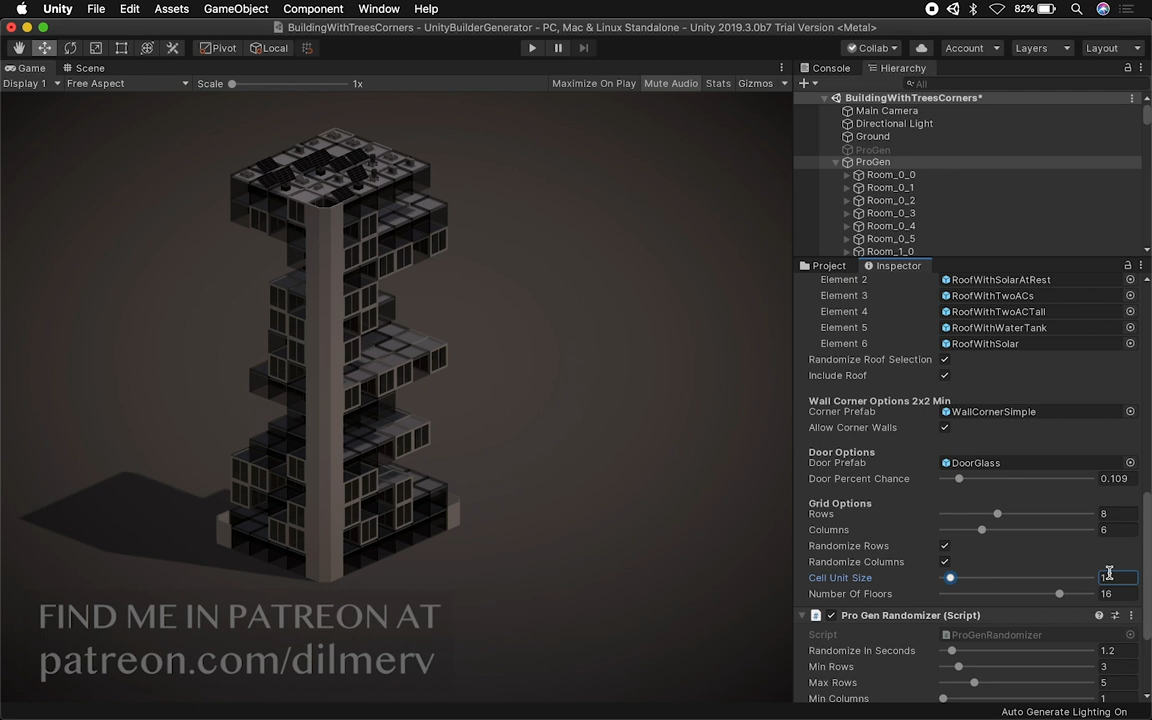 Unity File Edit Assets GameObject Component Window Help 82%
BuildingWithTreesCorners - UnityBuilderGenerator - PC, Mac & Linux Standalone - Unity 2019.3.0b7 Trial Version <Metal>
Pivot Local Collab Account Layers Layout
Game Scene Console Hierarchy
Display 1 Free Aspect Scale 1x Maximize On Play Mute Audio Stats Gizmos All
BuildingWithTreesCorners*
Main Camera
Directional Light
Ground
ProGen
ProGen
Room_0_0
Room_0_1
Room_0_2
Room_0_3
Room_0_4
Room_0_5
Room_1_0
Project Inspector
Element 2 RoofWithSolarAtRest
Element 3 RoofWithTwoACs
Element 4 RoofWithTwoACTall
Element 5 RoofWithWaterTank
Element 6 RoofWithSolar
Randomize Roof Selection
Include Roof
Wall Corner Options 2x2 Min
Corner Prefab WallCornerSimple
Allow Corner Walls
Door Options
Door Prefab DoorGlass
Door Percent Chance 0.109
Grid Options
Rows 8
Columns 6
Randomize Rows
Randomize Columns
Cell Unit Size 1
Number Of Floors 16
Pro Gen Randomizer (Script)
Script ProGenRandomizer
Randomize In Seconds 1.2
Min Rows 3
Max Rows 5
Min Columns 1
FIND ME IN PATREON AT
patreon.com/dilmerv
Auto Generate Lighting On